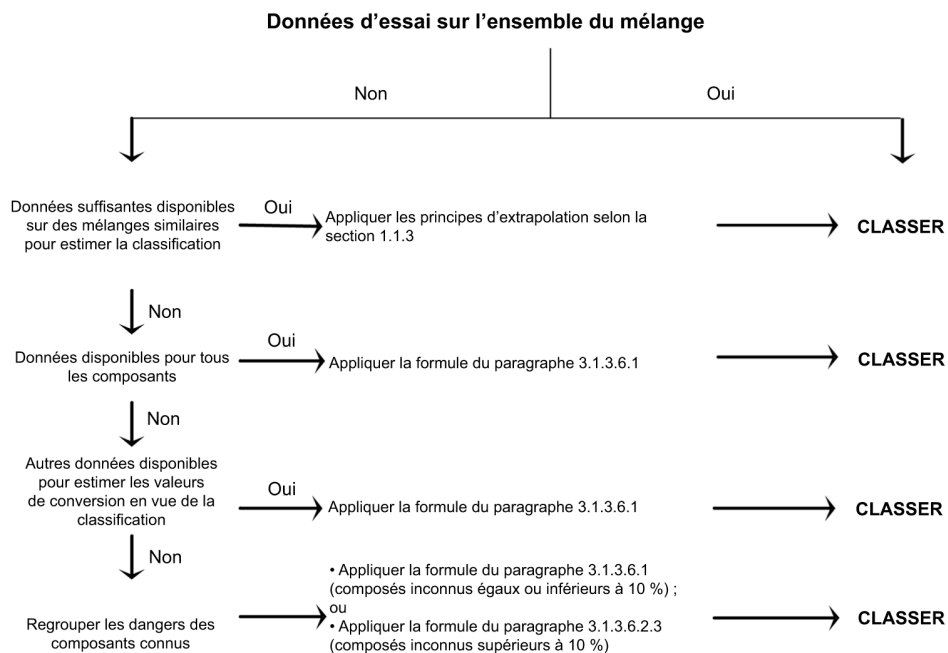 Données d’essai sur l’ensemble du mélange
Non
Oui
Données suffisantes disponibles
sur des mélanges similaires
pour estimer la classification
Oui
Appliquer les principes d’extrapolation selon la
section 1.1.3
CLASSER
Non
Données disponibles pour tous
les composants
Oui
Appliquer la formule du paragraphe 3.1.3.6.1
CLASSER
Non
Autres données disponibles
pour estimer les valeurs
de conversion en vue de la
classification
Oui
Appliquer la formule du paragraphe 3.1.3.6.1
CLASSER
Non
Regrouper les dangers des
composants connus
• Appliquer la formule du paragraphe 3.1.3.6.1
(composés inconnus égaux ou inférieurs à 10 %) ;
ou
• Appliquer la formule du paragraphe 3.1.3.6.2.3
(composés inconnus supérieurs à 10 %)
CLASSER